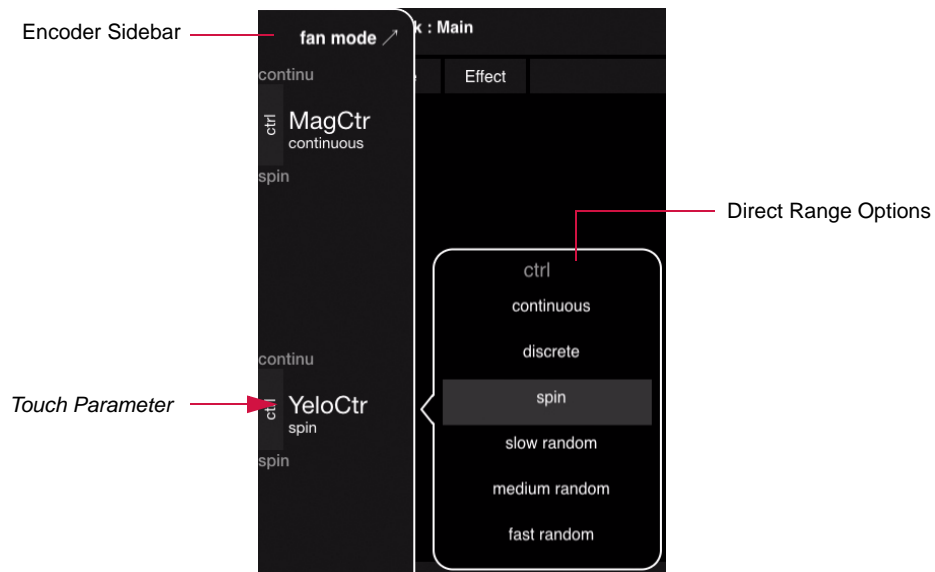 Encoder Sidebar
fan mode
k : Main
continu
Effect
ctrl
MagCtr
continuous
spin
Direct Range Options
ctrl
continuous
discrete
continu
Touch Parameter
ctrl
YeloCtr
spin
spin
spin
slow random
medium random
fast random